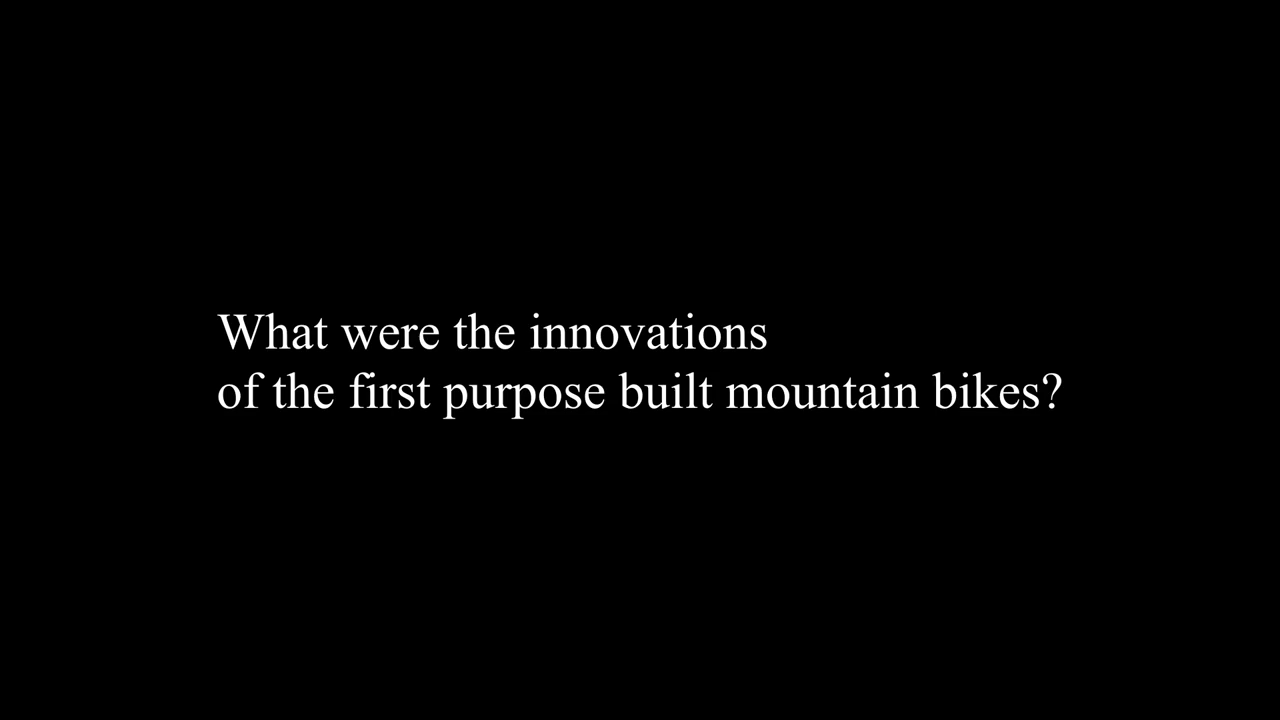 What were the innovations
of the first purpose built mountain bikes?